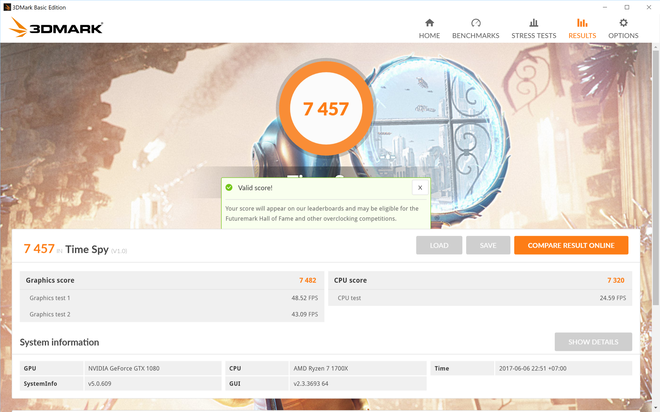 3DMark Basic Edition
3DMARK
HOME BENCHMARKS STRESS TESTS RESULTS OPTIONS
7 457
Valid score!
X
Your score will appear on our leaderboards and may be eligible for the
Futuremark Hall of Fame and other overclocking competitions.
7 457 Time Spy (V1.0)
LOAD SAVE COMPARE RESULT ONLINE
Graphics score 7 482
Graphics test 1 48.52 FPS
Graphics test 2 43.09 FPS
CPU score 7 320
CPU test 24.59 FPS
System information
SHOW DETAILS
GPU NVIDIA GeForce GTX 1080 CPU AMD Ryzen 7 1700X Time 2017-06-06 22:51 +07:00
SystemInfo v5.0.609 GUI v2.3.3693 64